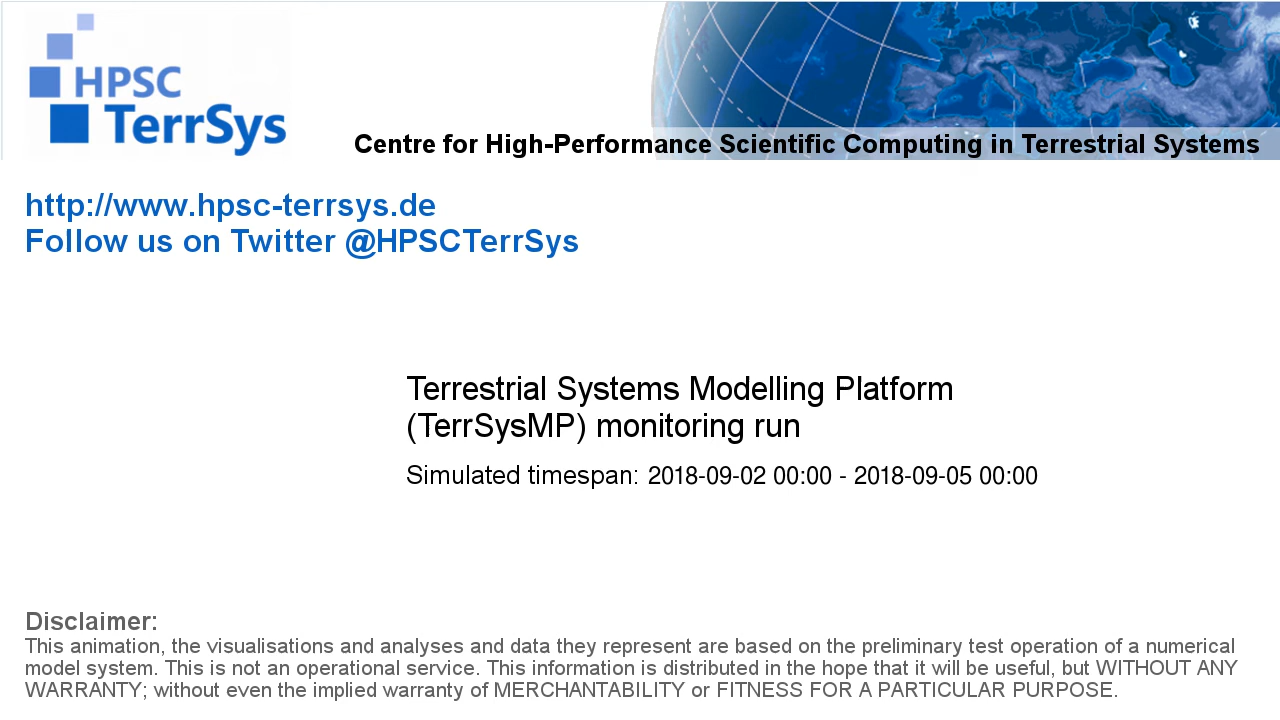 HPSC
TerrSys
Centre for High-Performance Scientific Computing in Terrestrial Systems
http://www.hpsc-terrsys.de
Follow us on Twitter @HPSCTerrSys
Terrestrial Systems Modelling Platform
(TerrSysMP) monitoring run
Simulated timespan: 2018-09-02 00:00 - 2018-09-05 00:00
Disclaimer:
This animation, the visualisations and analyses and data they represent are based on the preliminary test operation of a numerical
model system. This is not an operational service. This information is distributed in the hope that it will be useful, but WITHOUT ANY
WARRANTY; without even the implied warranty of MERCHANTABILITY or FITNESS FOR A PARTICULAR PURPOSE.